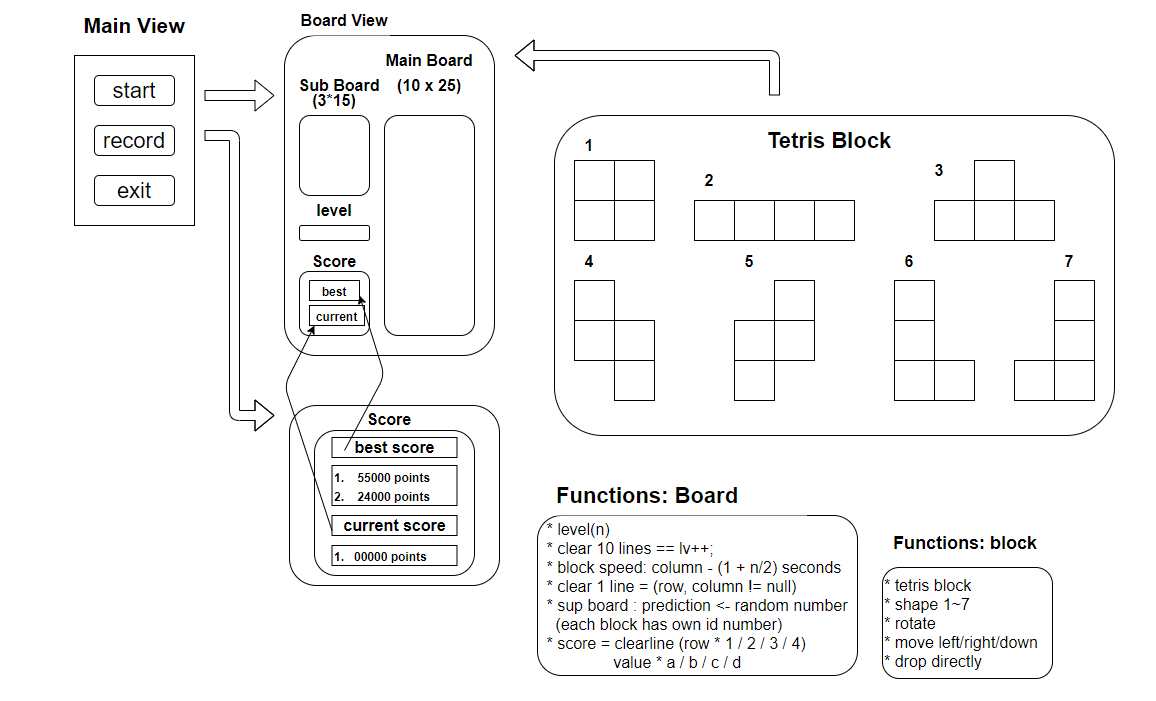 Main View
start
record
exit
Board View
Main Board
(10 x 25)
Sub Board
(3*15)
level
Score
best
current
Score
best score
1. 55000 points
2. 24000 points
current score
1. 00000 points
Tetris Block
1
2
3
4
5
6
7
Functions: Board
* level(n)
* clear 10 lines == lv++;
* block speed: column - (1 + n/2) seconds
* clear 1 line = (row, column != null)
* sup board : prediction <- random number
(each block has own id number)
* score = clearline (row * 1 / 2 / 3 / 4)
value * a / b / c / d
Functions: block
* tetris block
* shape 1~7
* rotate
* move left/right/down
* drop directly